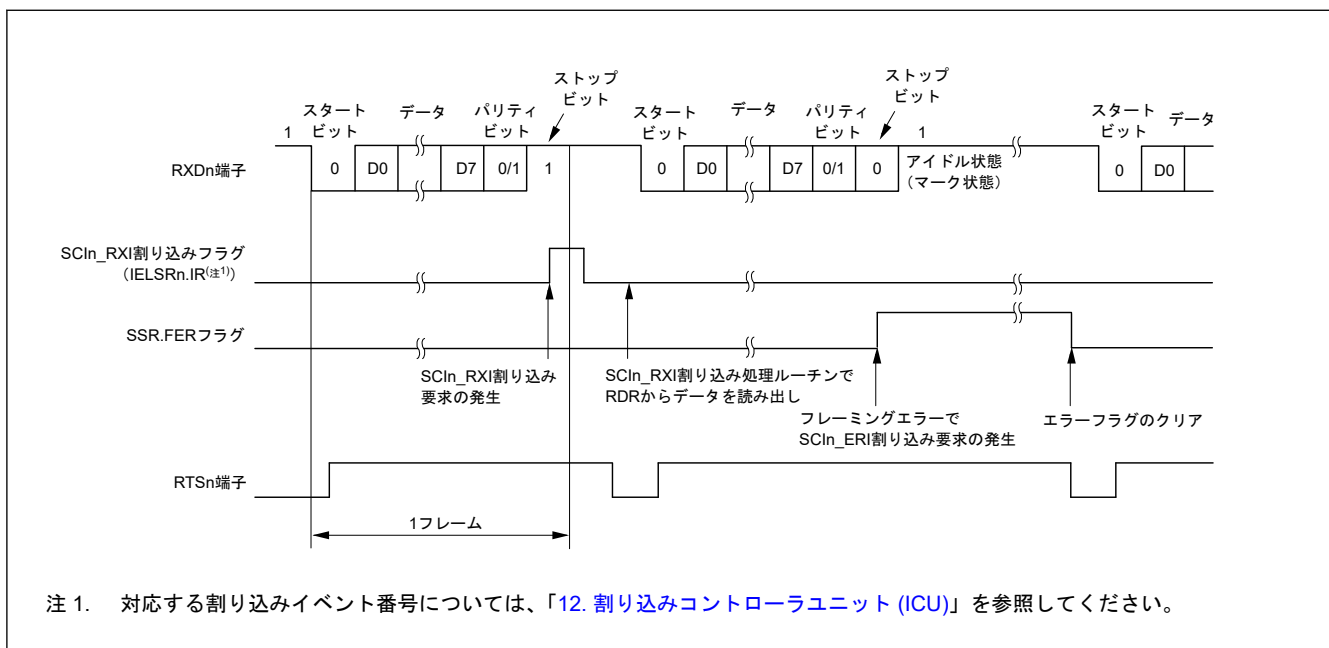 ストップ
ビット
ストップ
ビット
スタート
ビット
データ
パリティ
ビット
スタート
ビット
データ
パリティ
ビット
1
スタート
ビット
データ
1
RXDn端子
0
D0
D7
0/1
1
0
D0
D7
0/1
0
アイドル状態
(マーク状態)
0
D0
SCIn_RXI割り込みフラグ
(IELSRn.IR(注1))
SSR.FERフラグ
SCIn_RXI割り込み
要求の発生
SCIn_RXI割り込み処理ルーチンで
RDRからデータを読み出し
フレーミングエラーで
SCIn_ERI割り込み要求の発生
エラーフラグのクリア
RTSn端子
1フレーム
注 1. 対応する割り込みイベント番号については、「12. 割り込みコントローラユニット (ICU)」を参照してください。